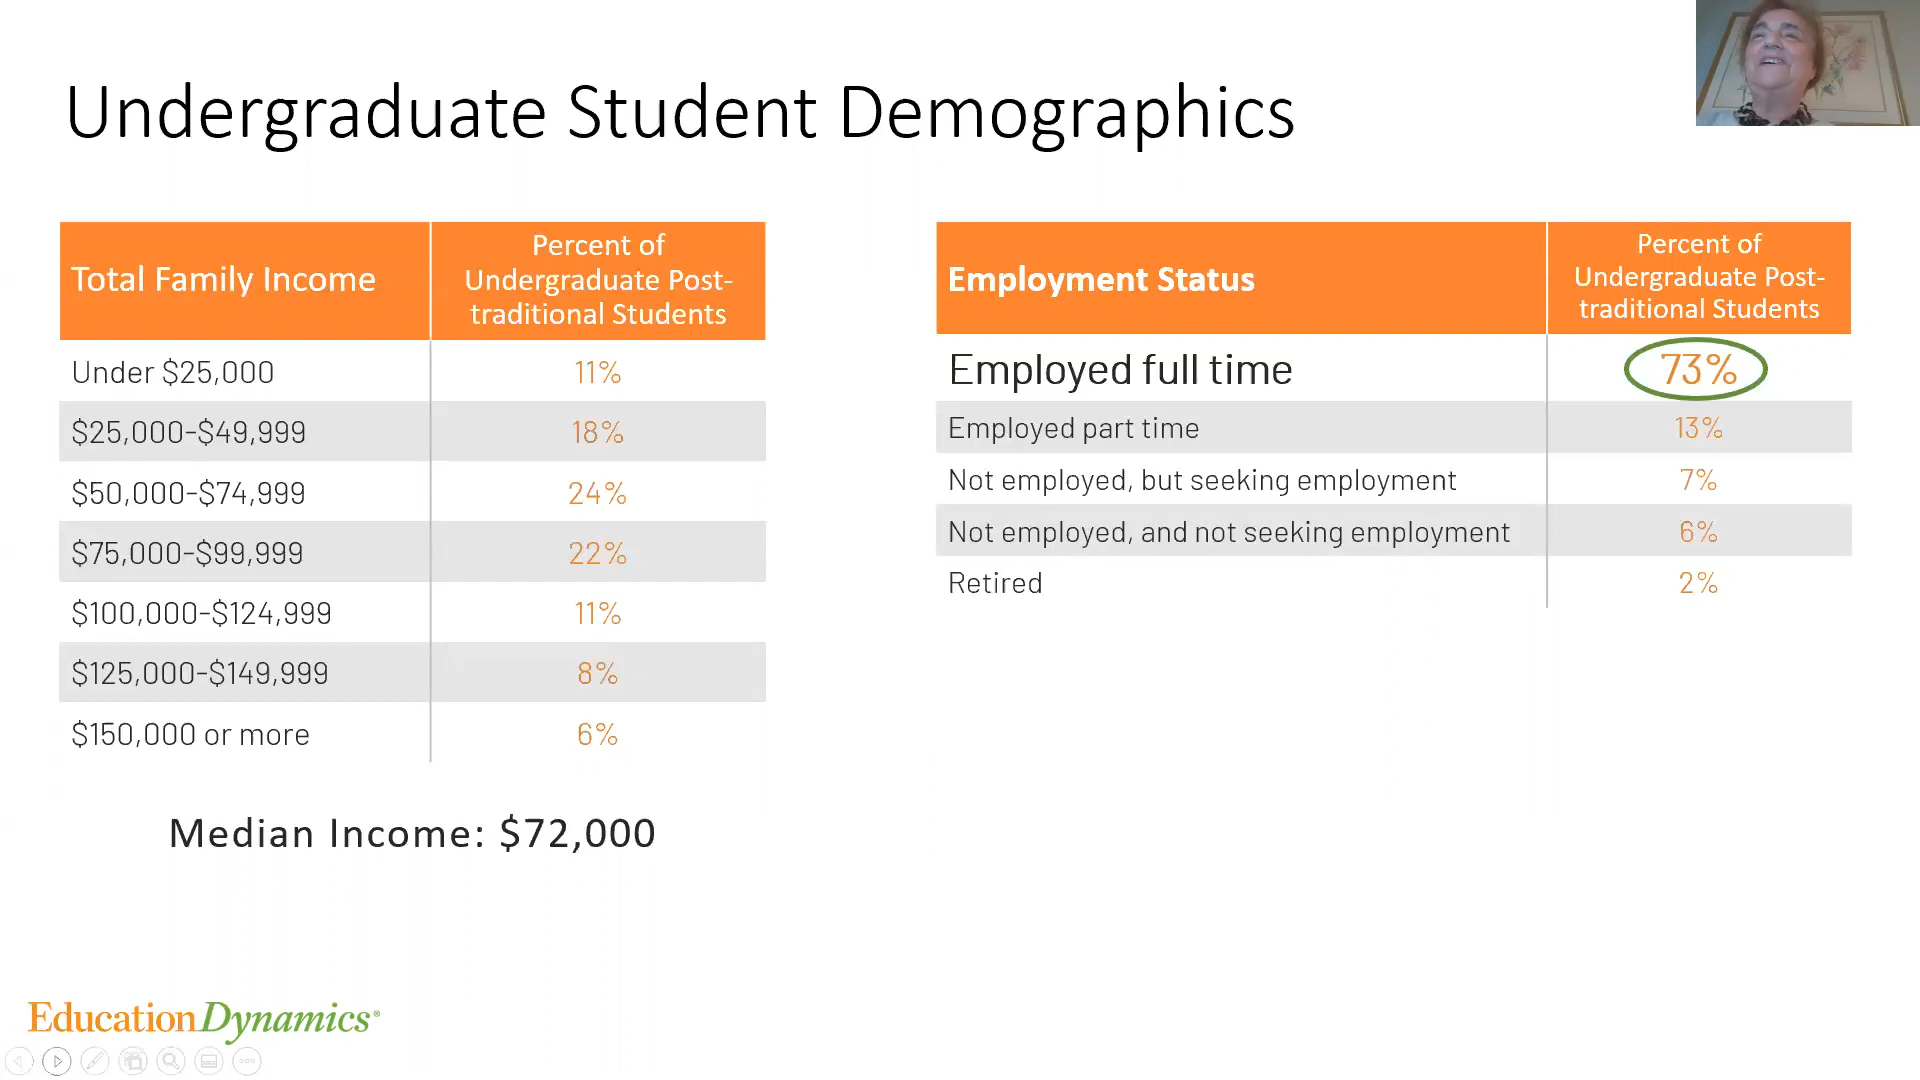 Undergraduate Student Demographics
Total Family Income
Percent of
Undergraduate Post-
traditional Students
Under $25,000 11%
$25,000-$49,999 18%
$50,000-$74,999 24%
$75,000-$99,999 22%
$100,000-$124,999 11%
$125,000-$149,999 8%
$150,000 or more 6%
Median Income: $72,000
Employment Status
Percent of
Undergraduate Post-
traditional Students
Employed full time 73%
Employed part time 13%
Not employed, but seeking employment 7%
Not employed, and not seeking employment 6%
Retired 2%
EducationDynamics®